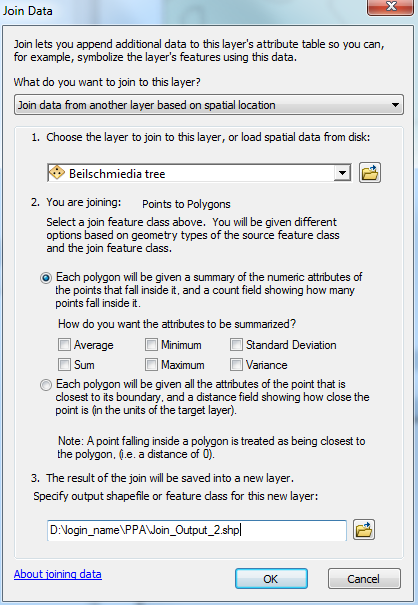 Join Data
Join lets you append additional data to this layer's attribute table so you can,
for example, symbolize the layer's features using this data.
What do you want to join to this layer?
Join data from another layer based on spatial location
1. Choose the layer to join to this layer, or load spatial data from disk:
Beilschmiedia tree
2. You are joining: Points to Polygons
Select a join feature class above. You will be given different
options based on geometry types of the source feature class
and the join feature class.
Each polygon will be given a summary of the numeric attributes of
the points that fall inside it, and a count field showing how many
points fall inside it.
How do you want the attributes to be summarized?
Average Minimum Standard Deviation
Sum Maximum Variance
Each polygon will be given all the attributes of the point that is
closest to its boundary, and a distance field showing how close the
point is (in the units of the target layer).
Note: A point falling inside a polygon is treated as being closest to
the polygon, (i.e. a distance of 0).
3. The result of the join will be saved into a new layer.
Specify output shapefile or feature class for this new layer:
D:\login_name\PPA\Join_Output_2.shp
About joining data OK Cancel